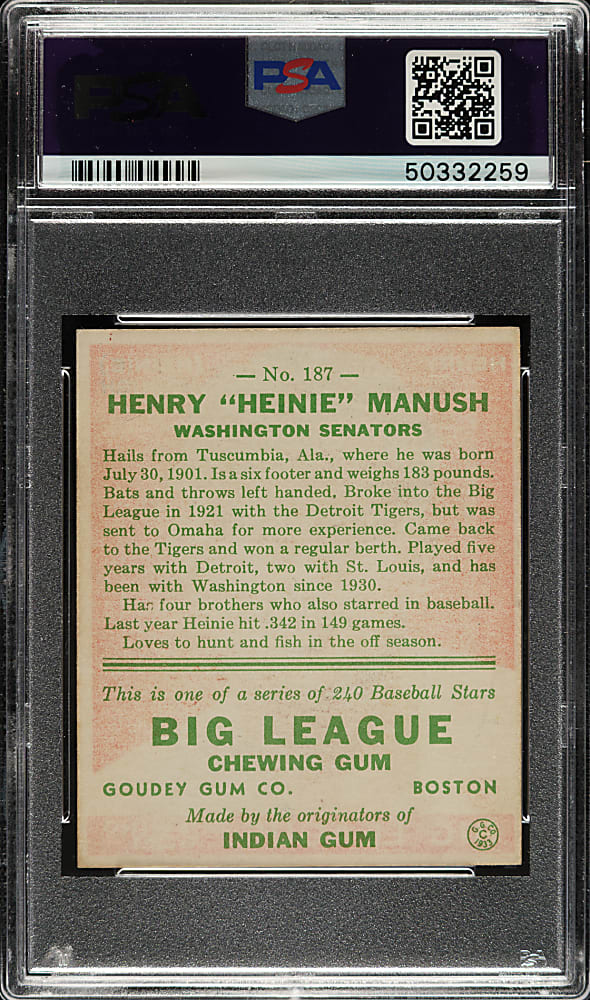 PSA
PSA
50332259
— No. 187 —
HENRY “HEINIE” MANUSH
WASHINGTON SENATORS
Hails from Tuscumbia, Ala., where he was born
July 30, 1901. Is a six footer and weighs 183 pounds.
Bats and throws left handed. Broke into the Big
League in 1921 with the Detroit Tigers, but was
sent to Omaha for more experience. Came back
to the Tigers and won a regular berth. Played five
years with Detroit, two with St. Louis, and has
been with Washington since 1930.
Has four brothers who also starred in baseball.
Last year Heinie hit .342 in 149 games.
Loves to hunt and fish in the off season.
This is one of a series of 240 Baseball Stars
BIG LEAGUE
CHEWING GUM
GOUDEY GUM CO. BOSTON
Made by the originators of
INDIAN GUM
G.G.CO.
C
1933